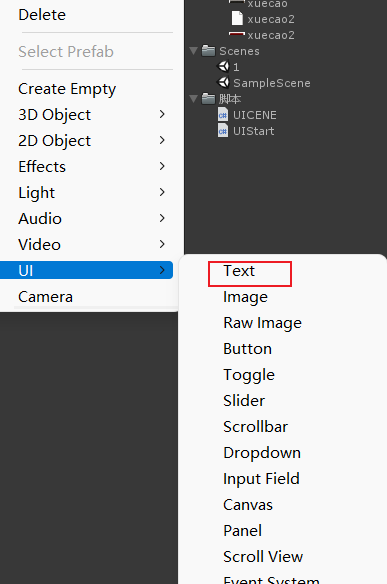 Delete
Select Prefab
Create Empty
3D Object
2D Object
Effects
Light
Audio
Video
UI
Camera
xuecao
xuecao2
xuecao2
Scenes
1
SampleScene
脚本
UICENE
UIStart
Text
Image
Raw Image
Button
Toggle
Slider
Scrollbar
Dropdown
Input Field
Canvas
Panel
Scroll View
Event System